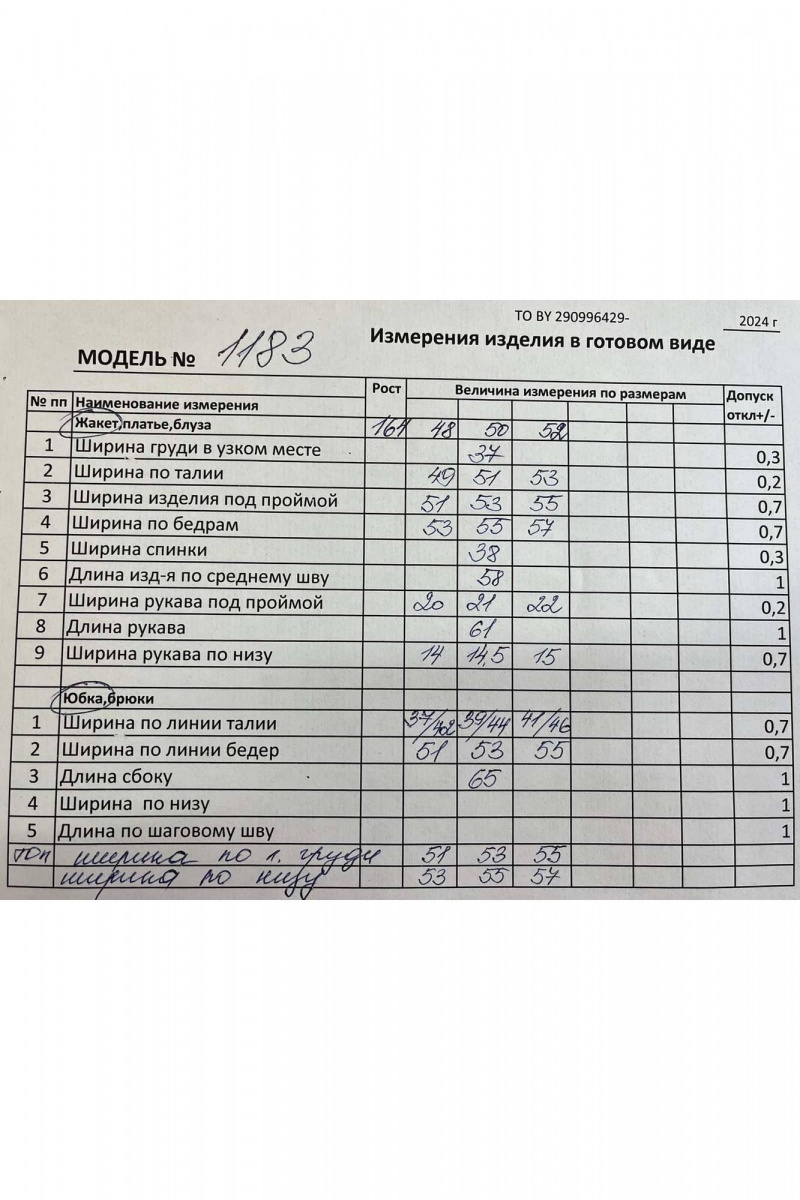 ТО BY 290996429-
2024 г
МОДЕЛЬ № 1183 Измерения изделия в готовом виде
№ пп Наименование измерения Рост Величина измерения по размерам Допуск откл+/-
Жакет,платье,блуза 164 48 50 52
1 Ширина груди в узком месте 37 0,3
2 Ширина по талии 49 51 53 0,2
3 Ширина изделия под проймой 51 53 55 0,7
4 Ширина по бедрам 53 55 57 0,7
5 Ширина спинки 38 0,3
6 Длина изд-я по среднему шву 58 1
7 Ширина рукава под проймой 20 21 22 0,2
8 Длина рукава 61 1
9 Ширина рукава по низу 14 14,5 15 0,7
Юбка,брюки
1 Ширина по линии талии 37/42 39/44 41/46 0,7
2 Ширина по линии бедер 51 53 55 0,7
3 Длина сбоку 65 1
4 Ширина по низу 1
5 Длина по шаговому шву 1
топ ширина по л. груди 51 53 55
ширина по низу 53 55 57